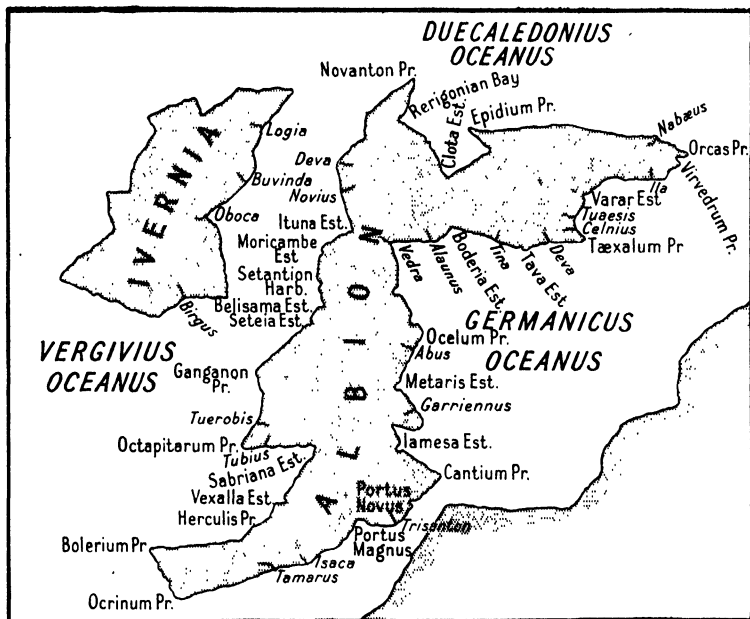 DUECALEDONIUS
OCEANUS
Novanton Pr.
Rerigonian Bay
Clota Est.
Epidium Pr.
Nabæus
Orcas Pr.
Virvedrum Pr.
Ila
Varar Est
Tuaesis
Celnius
Tæxalum Pr
Deva
Tava Est.
Tina
Boderia Est.
Alaunus
Vedra
IVERNIA
Logia
Buvinda
Oboca
Birgus
Deva
Novius
Ituna Est.
Moricambe
Est
Setantion
Harb.
Belisama Est.
Seteia Est.
ALBION
GERMANICUS
OCEANUS
VERGIVIUS
OCEANUS
Ocelum Pr.
Abus
Metaris Est.
Garriennus
Iamesa Est.
Cantium Pr.
Ganganon
Pr.
Tuerobis
Octapitarum Pr.
Tubius
Sabriana Est.
Vexalla Est.
Herculis Pr.
Bolerium Pr
Ocrinum Pr.
Tamarus
Isaca
Portus
Magnus
Portus
Novus
Trisanton